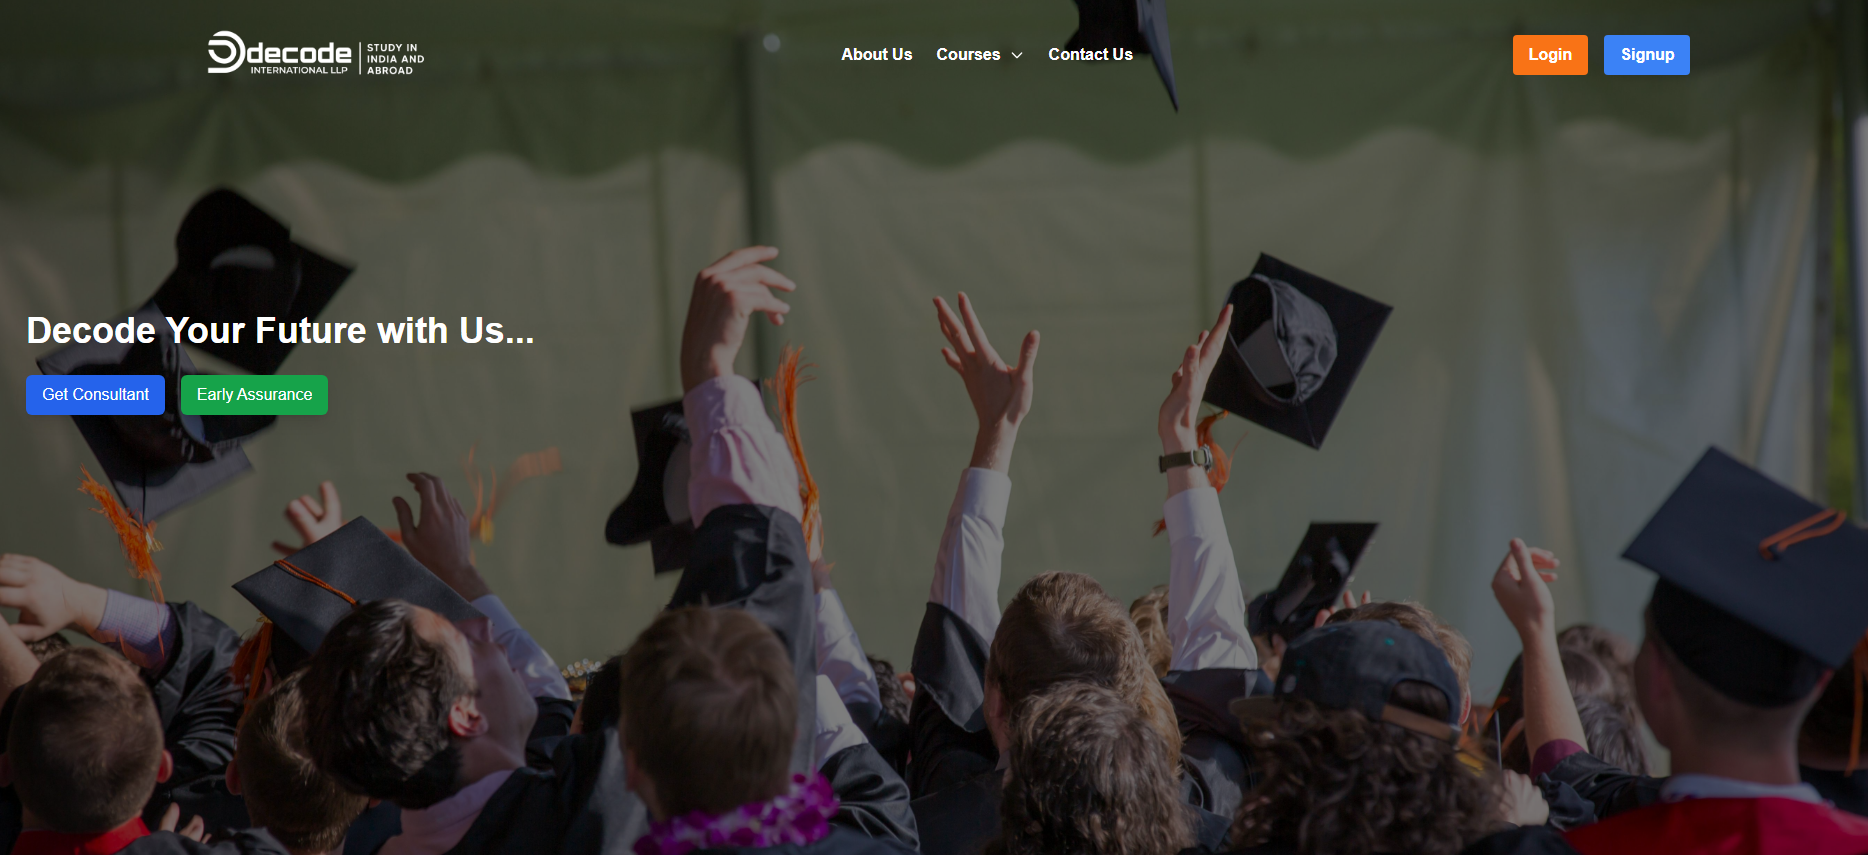 decode
INTERNATIONAL LLP
STUDY IN
INDIA AND
ABROAD
About Us
Courses
Contact Us
Login
Signup
Decode Your Future with Us...
Get Consultant
Early Assurance